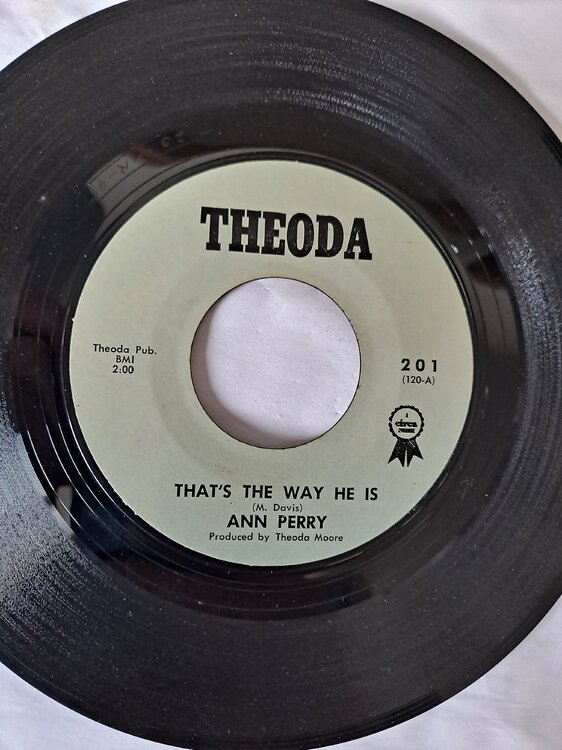 THEODA
Theoda Pub.
BMI
2:00
201
(120-A)
circa
THAT'S THE WAY HE IS
(M. Davis)
ANN PERRY
Produced by Theoda Moore